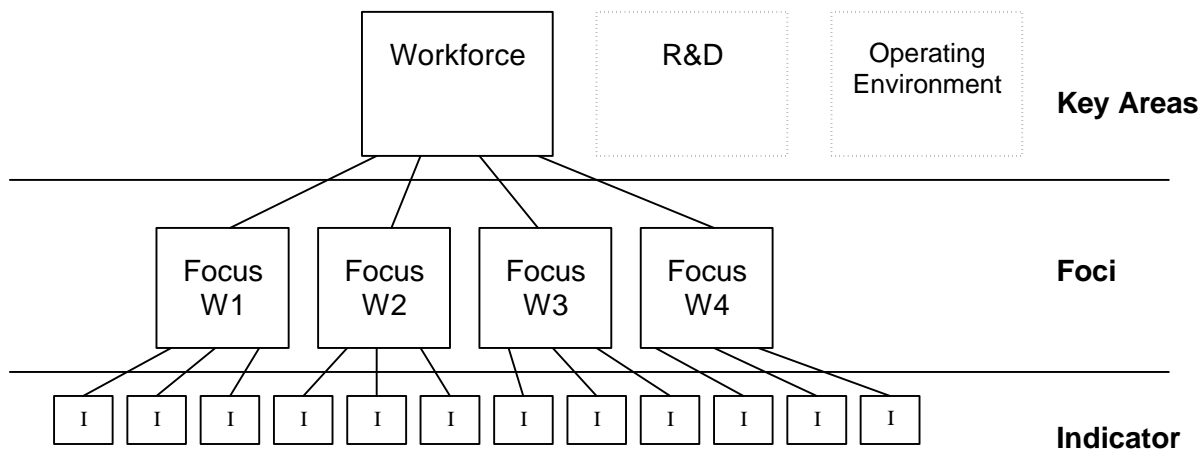 Workforce
R&D
Operating
Environment
Key Areas
Focus
W1
Focus
W2
Focus
W3
Focus
W4
Foci
I
I
I
I
I
I
I
I
I
I
I
I
Indicator